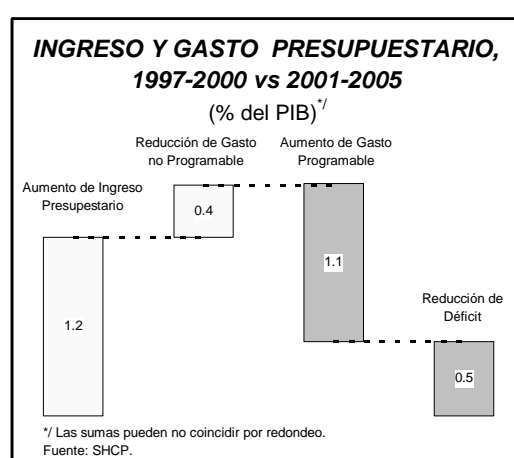 INGRESO Y GASTO PRESUPUESTARIO,
1997-2000 vs 2001-2005
(% del PIB)*/
Reducción de Gasto
no Programable
Aumento de Gasto
Programable
Aumento de Ingreso
Presupestario
0.4
1.1
1.2
Reducción de
Déficit
0.5
*/ Las sumas pueden no coincidir por redondeo.
Fuente: SHCP.